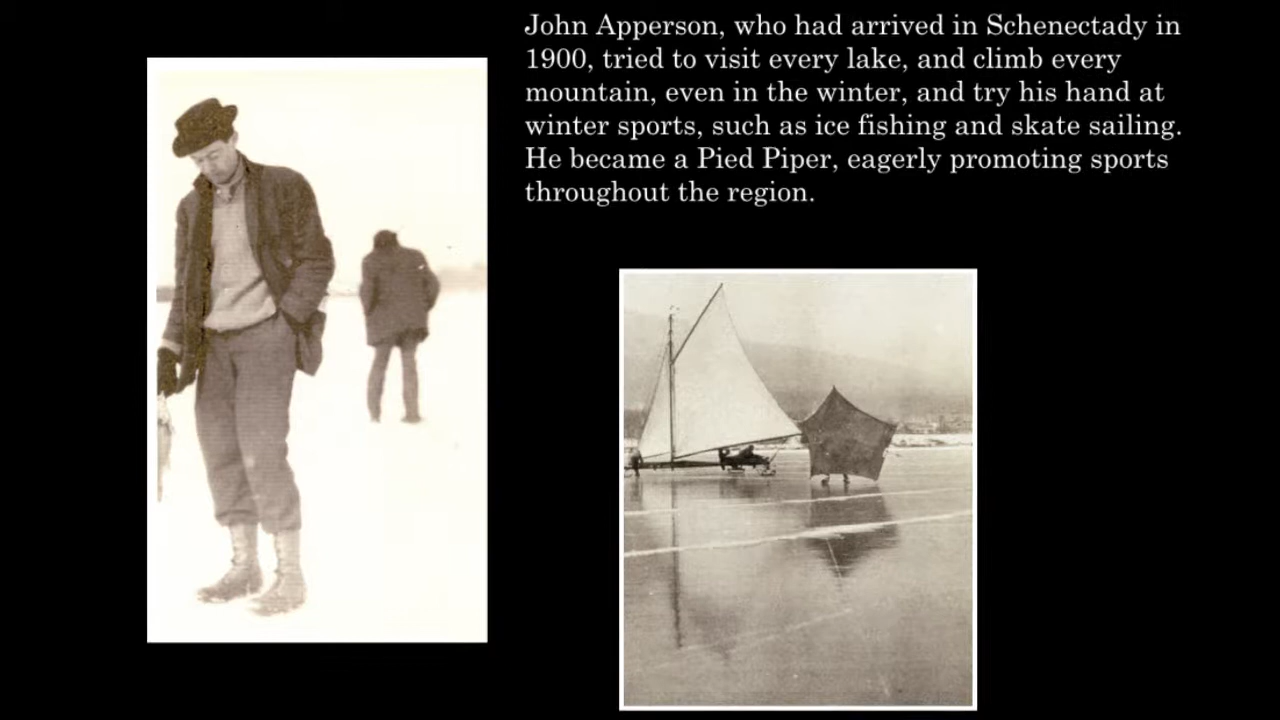 John Apperson, who had arrived in Schenectady in
1900, tried to visit every lake, and climb every
mountain, even in the winter, and try his hand at
winter sports, such as ice fishing and skate sailing.
He became a Pied Piper, eagerly promoting sports
throughout the region.